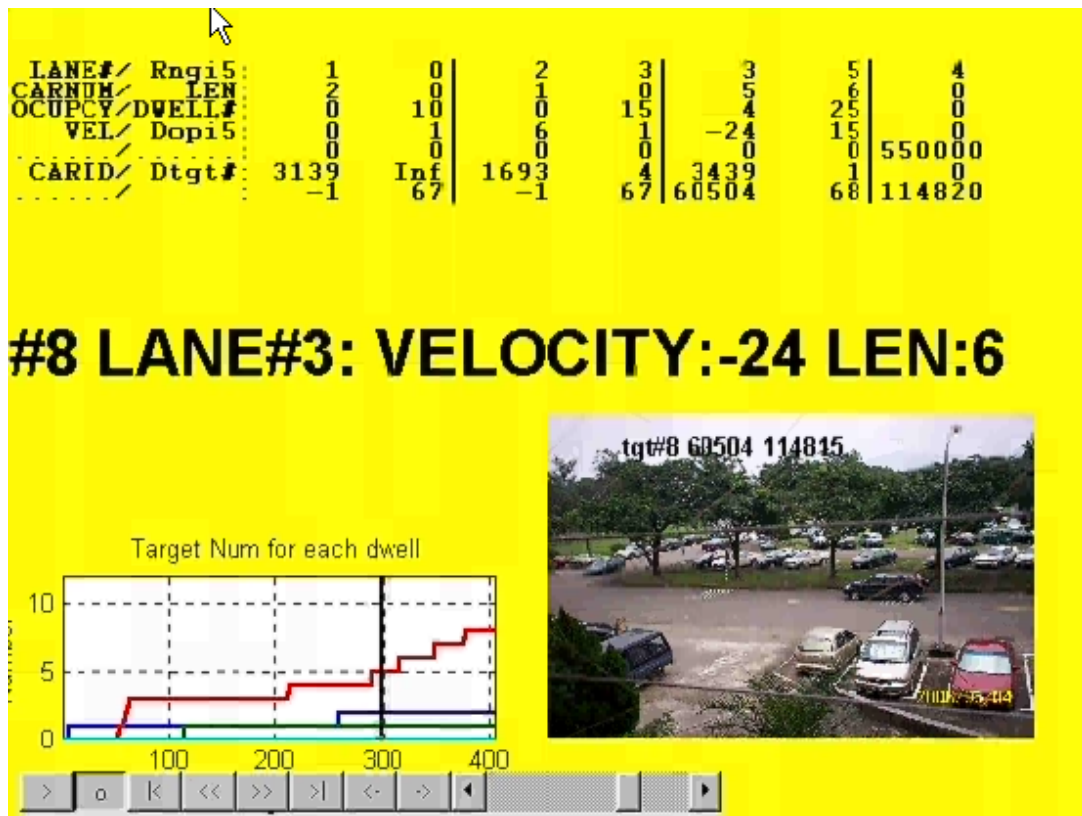 LANE#/ Rngi5: 1 0 2 3 3 5 4
CARNUM/ LEN 2 0 1 0 5 6 0
OCUPCY/DWELL# 0 10 0 15 4 25 0
VEL/ Dopi5: 0 1 6 1 -24 15 0
....../....... 0 0 0 0 0 0 550000
CARID/ Dtgt#: 3139 Inf 1693 4 3439 1 0
....../ : -1 67 -1 67 60504 68 114820
#8 LANE#3: VELOCITY:-24 LEN:6
tgt#8 60504 114815
Target Num for each dwell
10
5
0
100 200 300 400
> o |< << >> >| <- ->